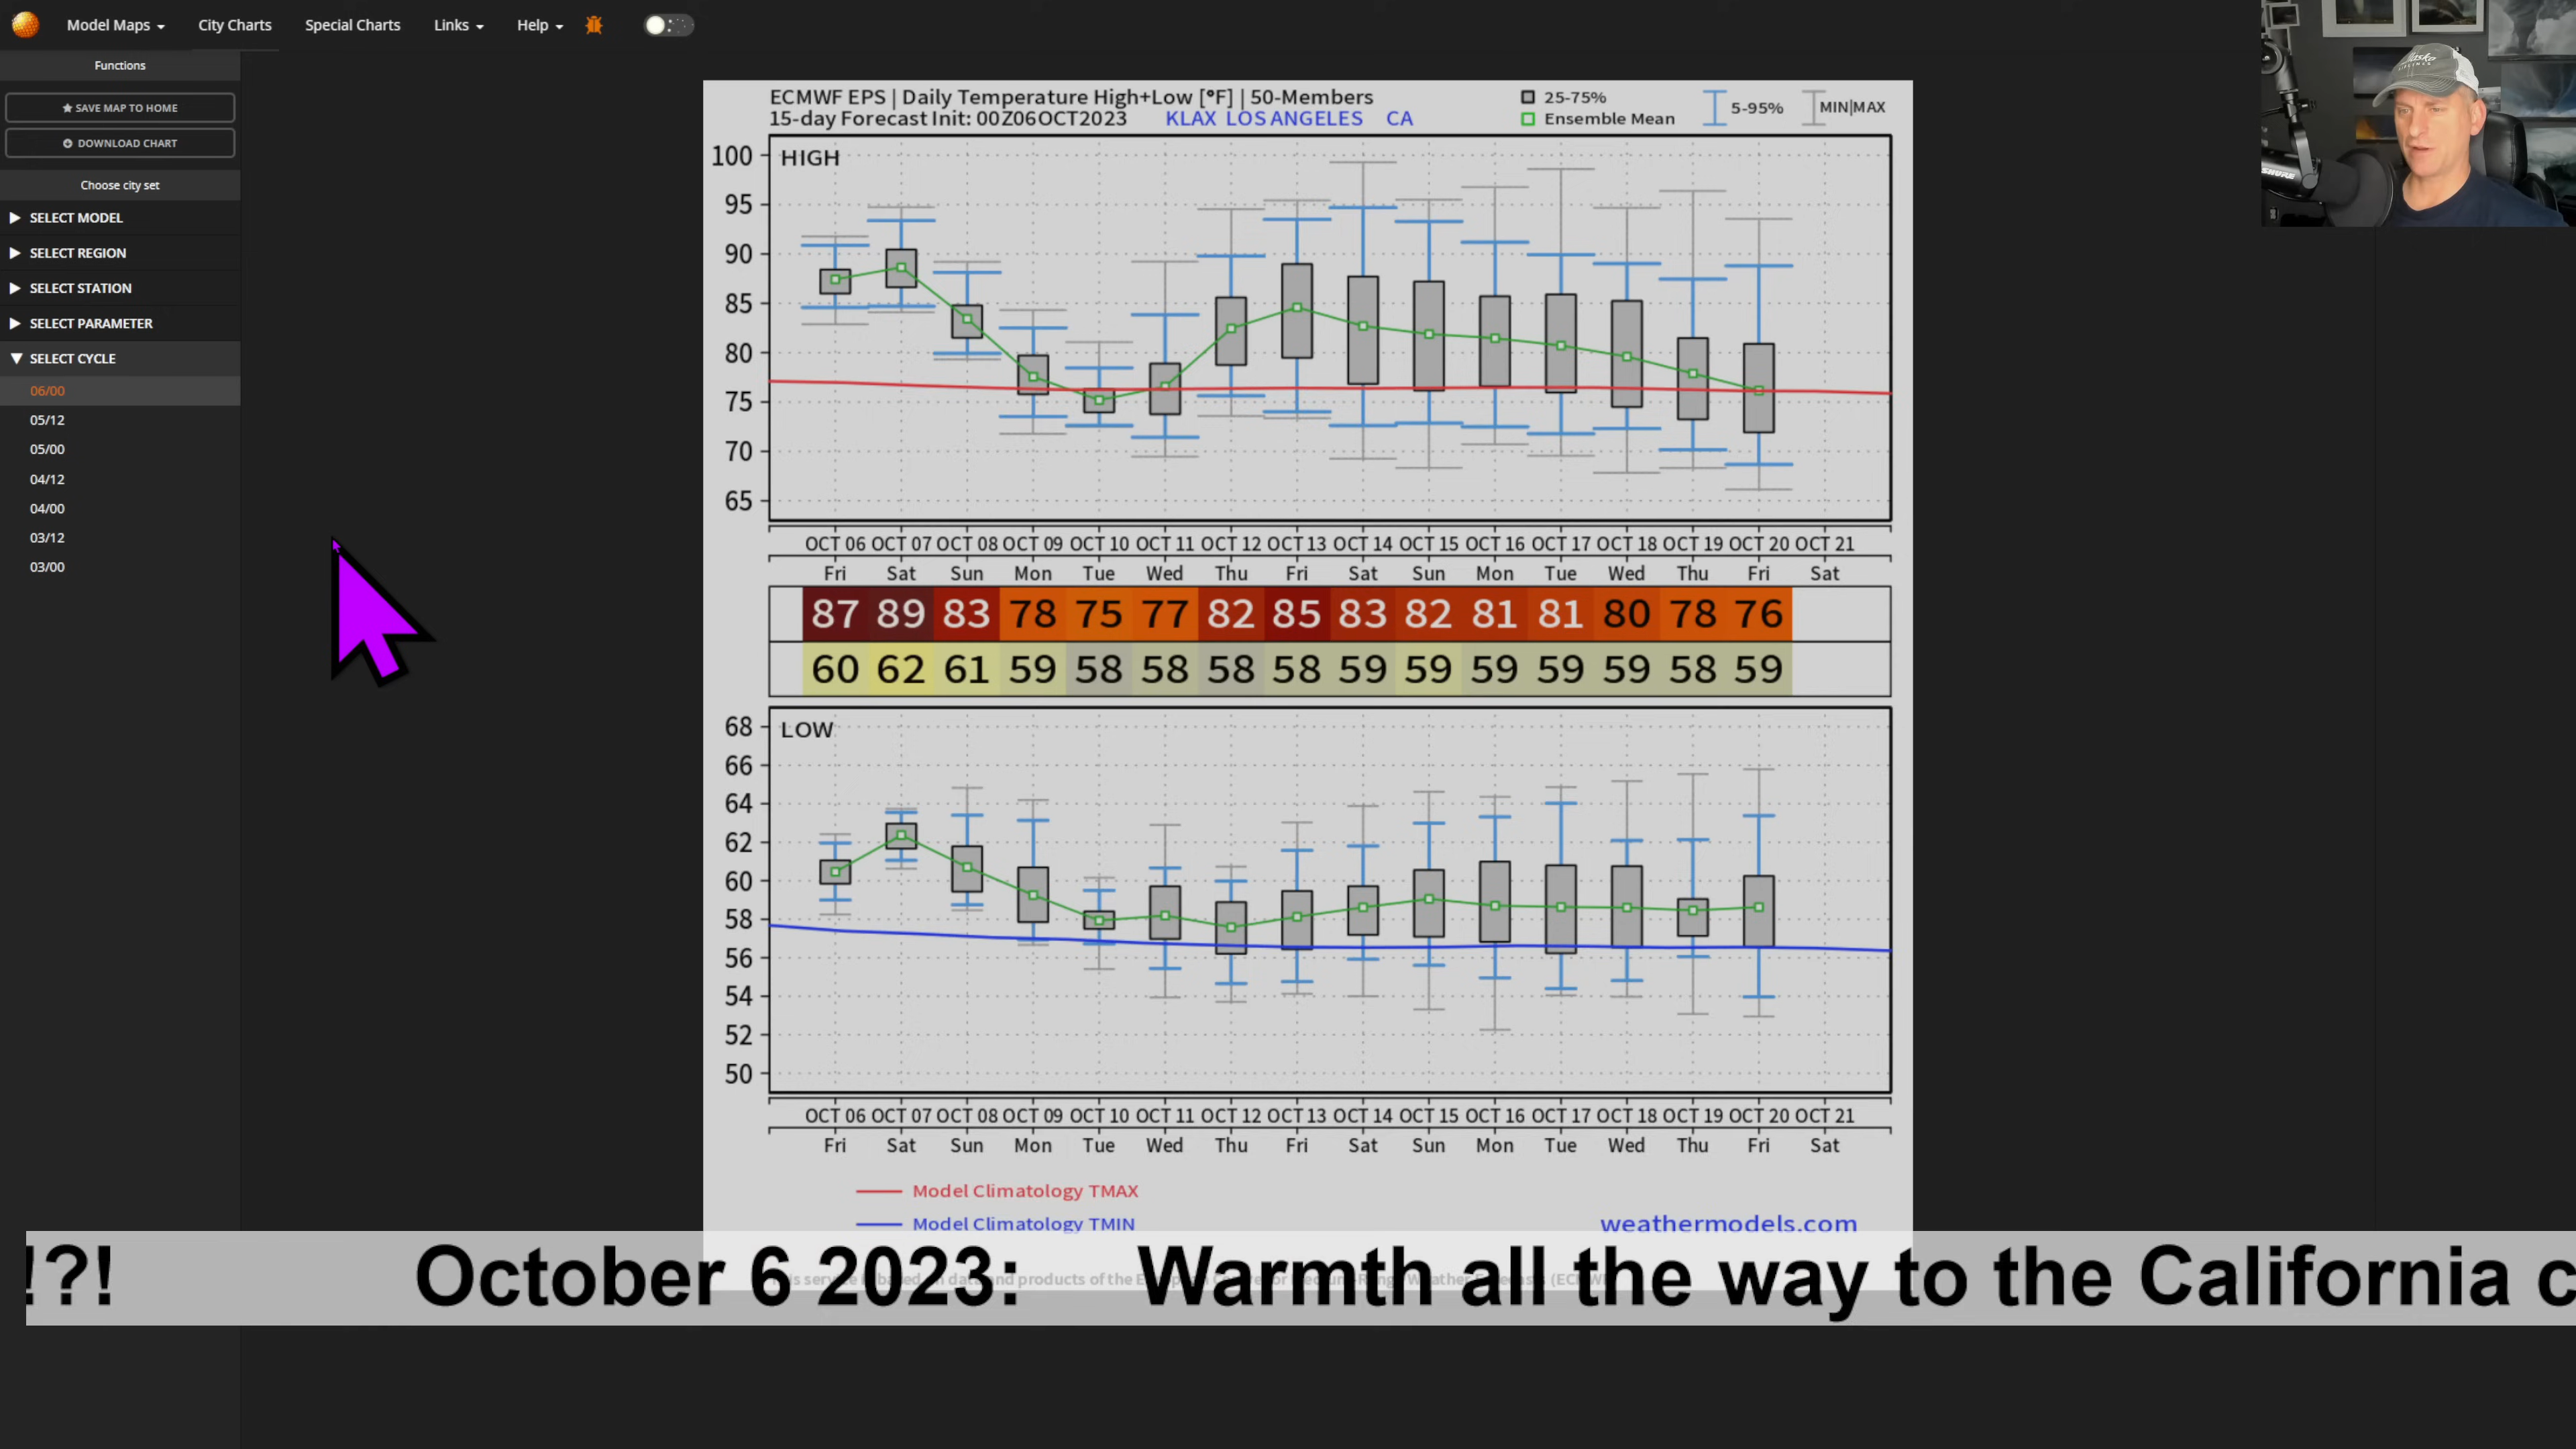 Model Maps
City Charts
Special Charts
Links
Help
Functions
SAVE MAP TO HOME
DOWNLOAD CHART
Choose city set
SELECT MODEL
SELECT REGION
SELECT STATION
SELECT PARAMETER
SELECT CYCLE
06/00
05/12
05/00
04/12
04/00
03/12
03/00
ECMWF EPS | Daily Temperature High+Low [°F] | 50-Members
15-day Forecast Init: 00Z06OCT2023 KLAX LOS ANGELES CA
25-75%
Ensemble Mean
5-95%
MIN|MAX
HIGH
100
95
90
85
80
75
70
65
OCT 06 OCT 07 OCT 08 OCT 09 OCT 10 OCT 11 OCT 12 OCT 13 OCT 14 OCT 15 OCT 16 OCT 17 OCT 18 OCT 19 OCT 20 OCT 21
Fri Sat Sun Mon Tue Wed Thu Fri Sat Sun Mon Tue Wed Thu Fri Sat
87 89 83 78 75 77 82 85 83 82 81 81 80 78 76
60 62 61 59 58 58 58 58 59 59 59 59 59 58 59
LOW
68
66
64
62
60
58
56
54
52
50
OCT 06 OCT 07 OCT 08 OCT 09 OCT 10 OCT 11 OCT 12 OCT 13 OCT 14 OCT 15 OCT 16 OCT 17 OCT 18 OCT 19 OCT 20 OCT 21
Fri Sat Sun Mon Tue Wed Thu Fri Sat Sun Mon Tue Wed Thu Fri Sat
Model Climatology TMAX
Model Climatology TMIN
weathermodels.com
!?! October 6 2023: Warmth all the way to the California c
SHURE